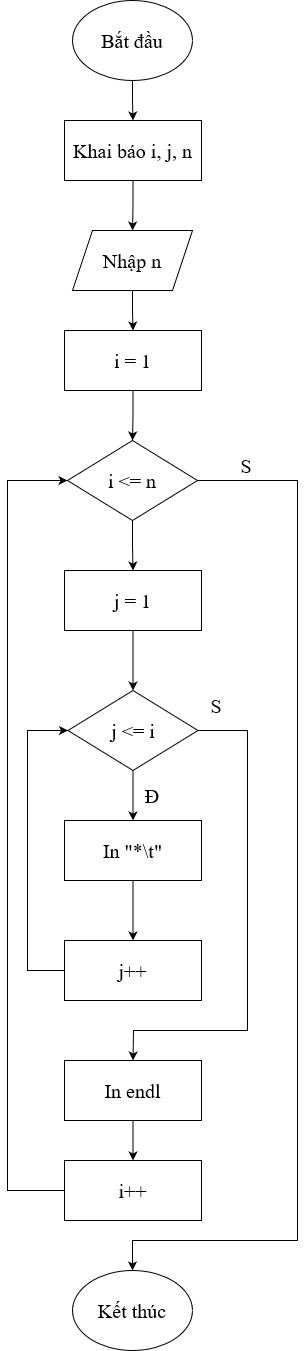 Bắt đầu
Khai báo i, j, n
Nhập n
i = 1
i <= n
S
j = 1
j <= i
S
Đ
In "*\t"
j++
In endl
i++
Kết thúc